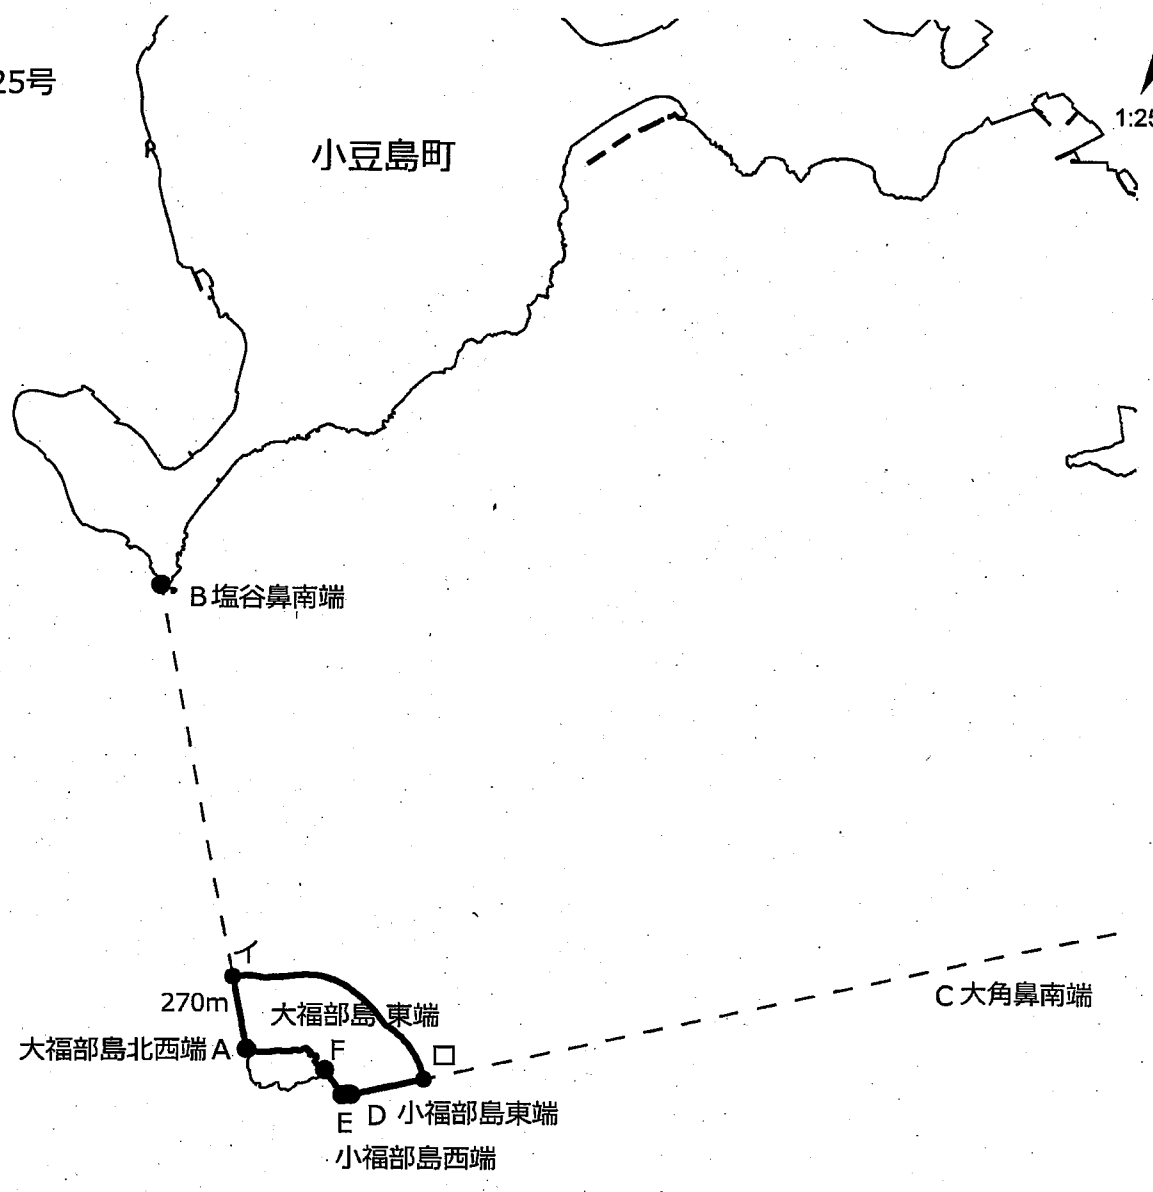 25号
小豆島町
1:25
B 塩谷鼻南端
イ
270m
大福部島 東端
C 大角鼻南端
大福部島北西端 A
F
ロ
E
D 小福部島東端
小福部島西端